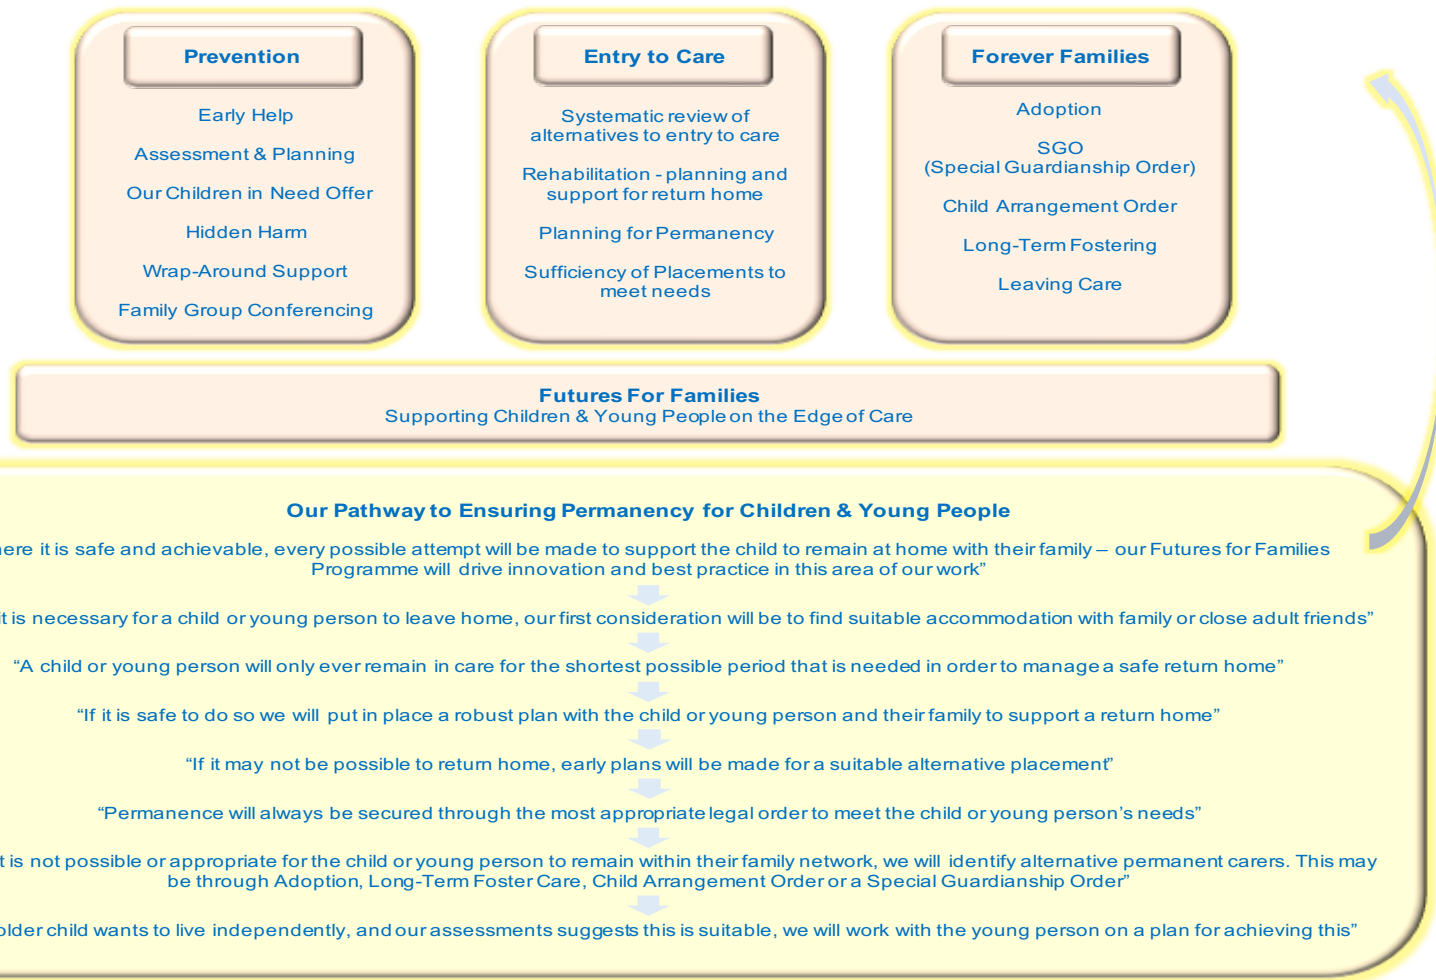 Prevention
Early Help
Assessment & Planning
Our Children in Need Offer
Hidden Harm
Wrap-Around Support
Family Group Conferencing
Entry to Care
Systematic review of
alternatives to entry to care
Rehabilitation - planning and
support for return home
Planning for Permanency
Sufficiency of Placements to
meet needs
Forever Families
Adoption
SGO
(Special Guardianship Order)
Child Arrangement Order
Long-Term Fostering
Leaving Care
Futures For Families
Supporting Children & Young People on the Edge of Care
Our Pathway to Ensuring Permanency for Children & Young People
ere it is safe and achievable, every possible attempt will be made to support the child to remain at home with their family – our Futures for Families
Programme will drive innovation and best practice in this area of our work”
it is necessary for a child or young person to leave home, our first consideration will be to find suitable accommodation with family or close adult friends”
“A child or young person will only ever remain in care for the shortest possible period that is needed in order to manage a safe return home”
“If it is safe to do so we will put in place a robust plan with the child or young person and their family to support a return home”
“If it may not be possible to return home, early plans will be made for a suitable alternative placement”
“Permanence will always be secured through the most appropriate legal order to meet the child or young person’s needs”
t is not possible or appropriate for the child or young person to remain within their family network, we will identify alternative permanent carers. This may
be through Adoption, Long-Term Foster Care, Child Arrangement Order or a Special Guardianship Order”
older child wants to live independently, and our assessments suggests this is suitable, we will work with the young person on a plan for achieving this”